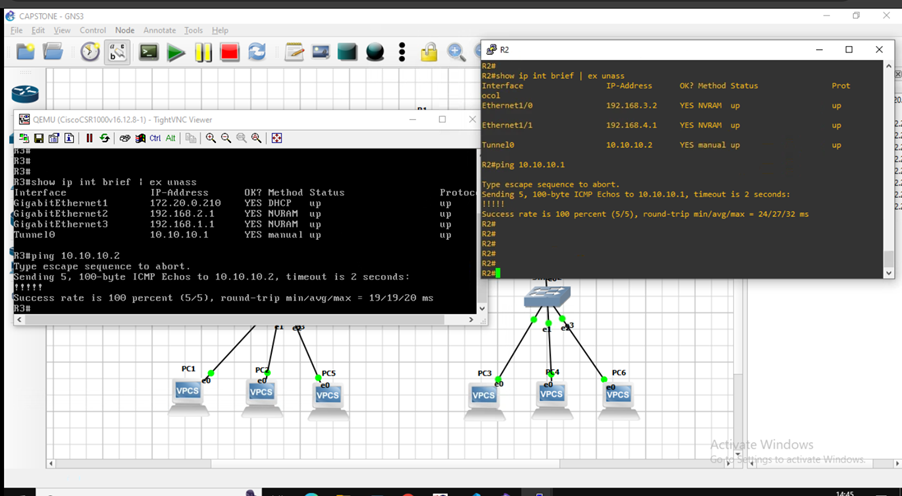 CAPSTONE - GNS3
File Edit View Control Node Annotate Tools Help
QEMU (CiscoCSR1000v16.12.8-1) - TightVNC Viewer
Ctrl Alt
R3#
R3#
R3#
R3#show ip int brief | ex unass
Interface IP-Address OK? Method Status Protoco
GigabitEthernet1 172.20.0.210 YES DHCP up up
GigabitEthernet2 192.168.2.1 YES NVRAM up up
GigabitEthernet3 192.168.1.1 YES NVRAM up up
Tunnel0 10.10.10.1 YES manual up up
R3#ping 10.10.10.2
Type escape sequence to abort.
Sending 5, 100-byte ICMP Echos to 10.10.10.2, timeout is 2 seconds:
!!!!!
Success rate is 100 percent (5/5), round-trip min/avg/max = 19/19/20 ms
R3#
R2
R2#
R2#show ip int brief | ex unass
Interface IP-Address OK? Method Status Prot
ocol
Ethernet1/0 192.168.3.2 YES NVRAM up up
Ethernet1/1 192.168.4.1 YES NVRAM up up
Tunnel0 10.10.10.2 YES manual up up
R2#ping 10.10.10.1
Type escape sequence to abort.
Sending 5, 100-byte ICMP Echos to 10.10.10.1, timeout is 2 seconds:
!!!!!
Success rate is 100 percent (5/5), round-trip min/avg/max = 24/27/32 ms
R2#
R2#
R2#
R2#
R2#
R2#
e1
e1 e3
PC1 PC2 PC5 PC3 PC4 PC6
e0 e0 e0 e0 e0 e0
VPCS VPCS VPCS VPCS VPCS VPCS
Activate Windows
Go to Settings to activate Windows.
14:45